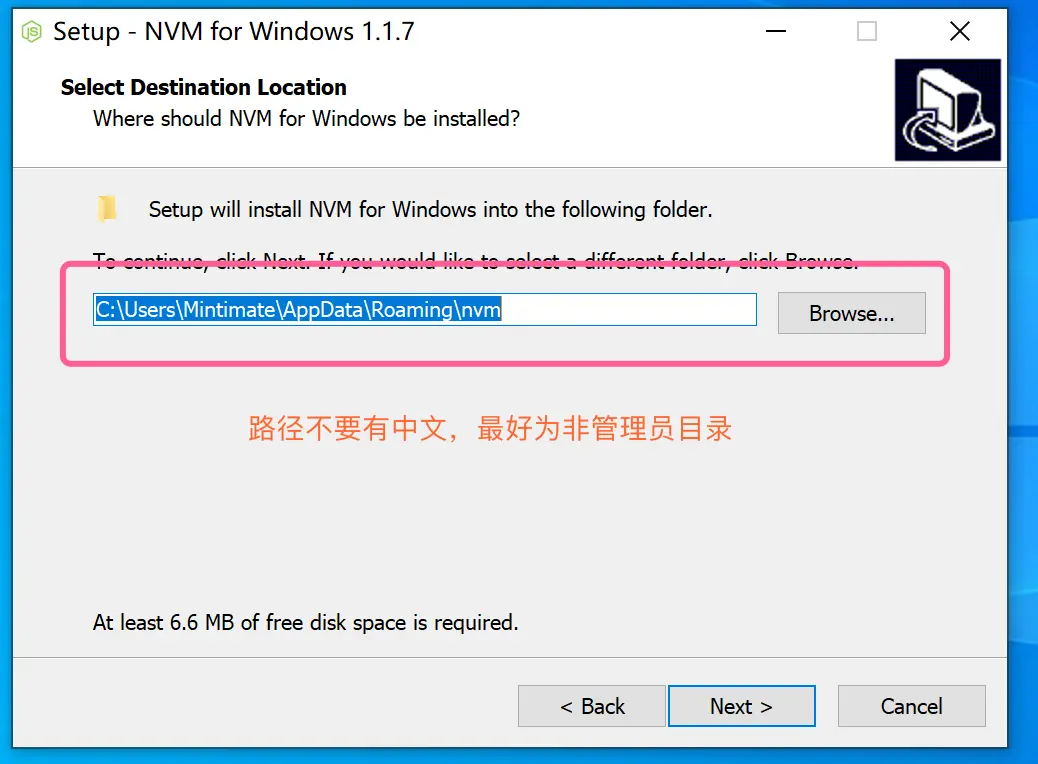 Setup - NVM for Windows 1.1.7
Select Destination Location
Where should NVM for Windows be installed?
Setup will install NVM for Windows into the following folder.
To continue, click Next. If you would like to select a different folder, click Browse.
C:\Users\Mintimate\AppData\Roaming\nvm
Browse...
路径不要有中文，最好为非管理员目录
At least 6.6 MB of free disk space is required.
< Back
Next >
Cancel